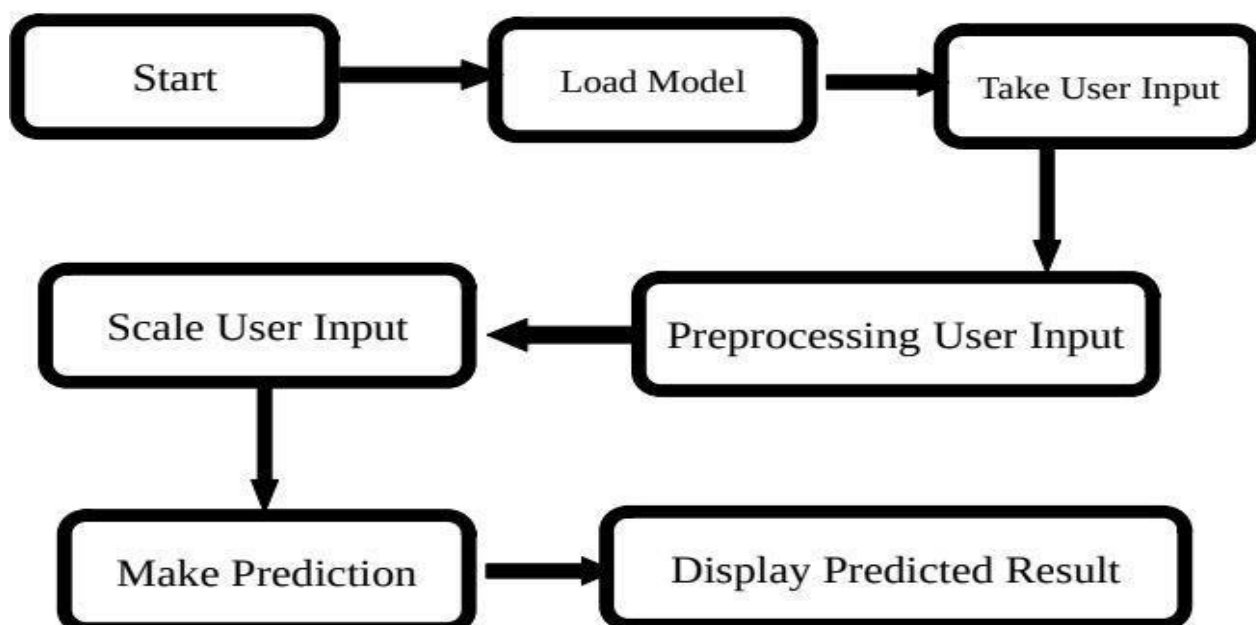 Start
Load Model
Take User Input
Preprocessing User Input
Scale User Input
Make Prediction
Display Predicted Result